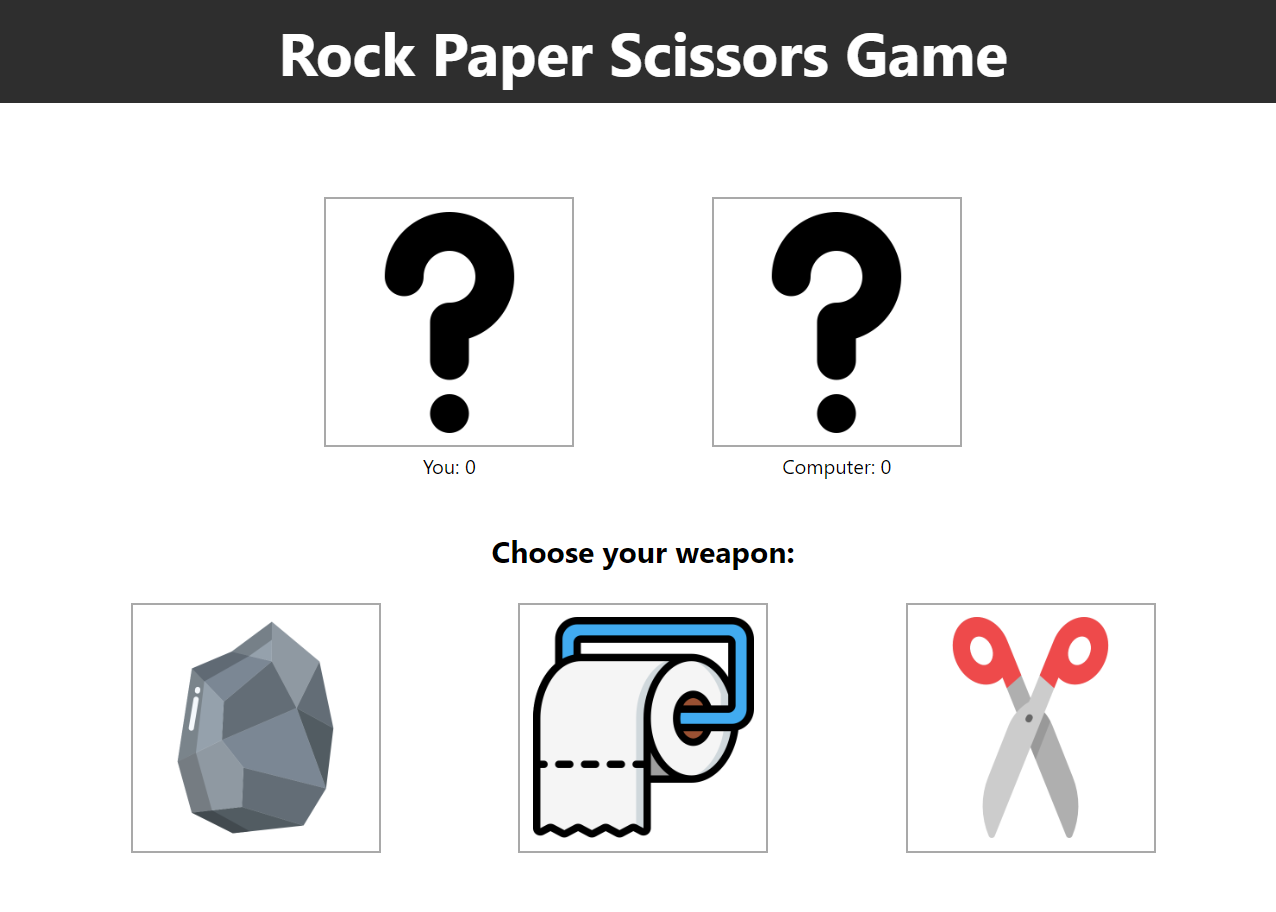 Rock Paper Scissors Game
?
?
You: 0
Computer: 0
Choose your weapon: